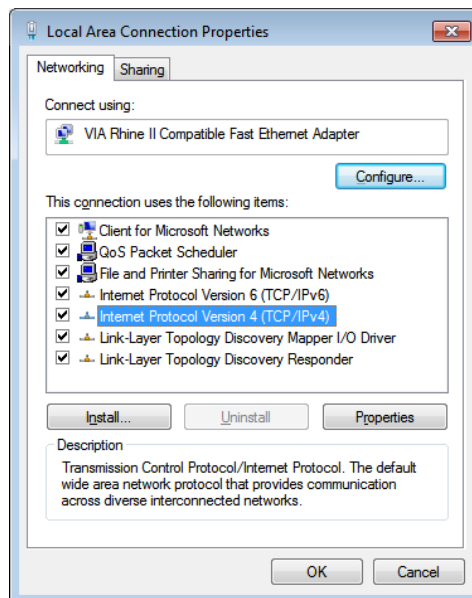 Local Area Connection Properties
Networking
Sharing
Connect using:
VIA Rhine II Compatible Fast Ethernet Adapter
Configure...
This connection uses the following items:
Client for Microsoft Networks
QoS Packet Scheduler
File and Printer Sharing for Microsoft Networks
Internet Protocol Version 6 (TCP/IPv6)
Internet Protocol Version 4 (TCP/IPv4)
Link-Layer Topology Discovery Mapper I/O Driver
Link-Layer Topology Discovery Responder
Install...
Uninstall
Properties
Description
Transmission Control Protocol/Internet Protocol. The default
wide area network protocol that provides communication
across diverse interconnected networks.
OK
Cancel